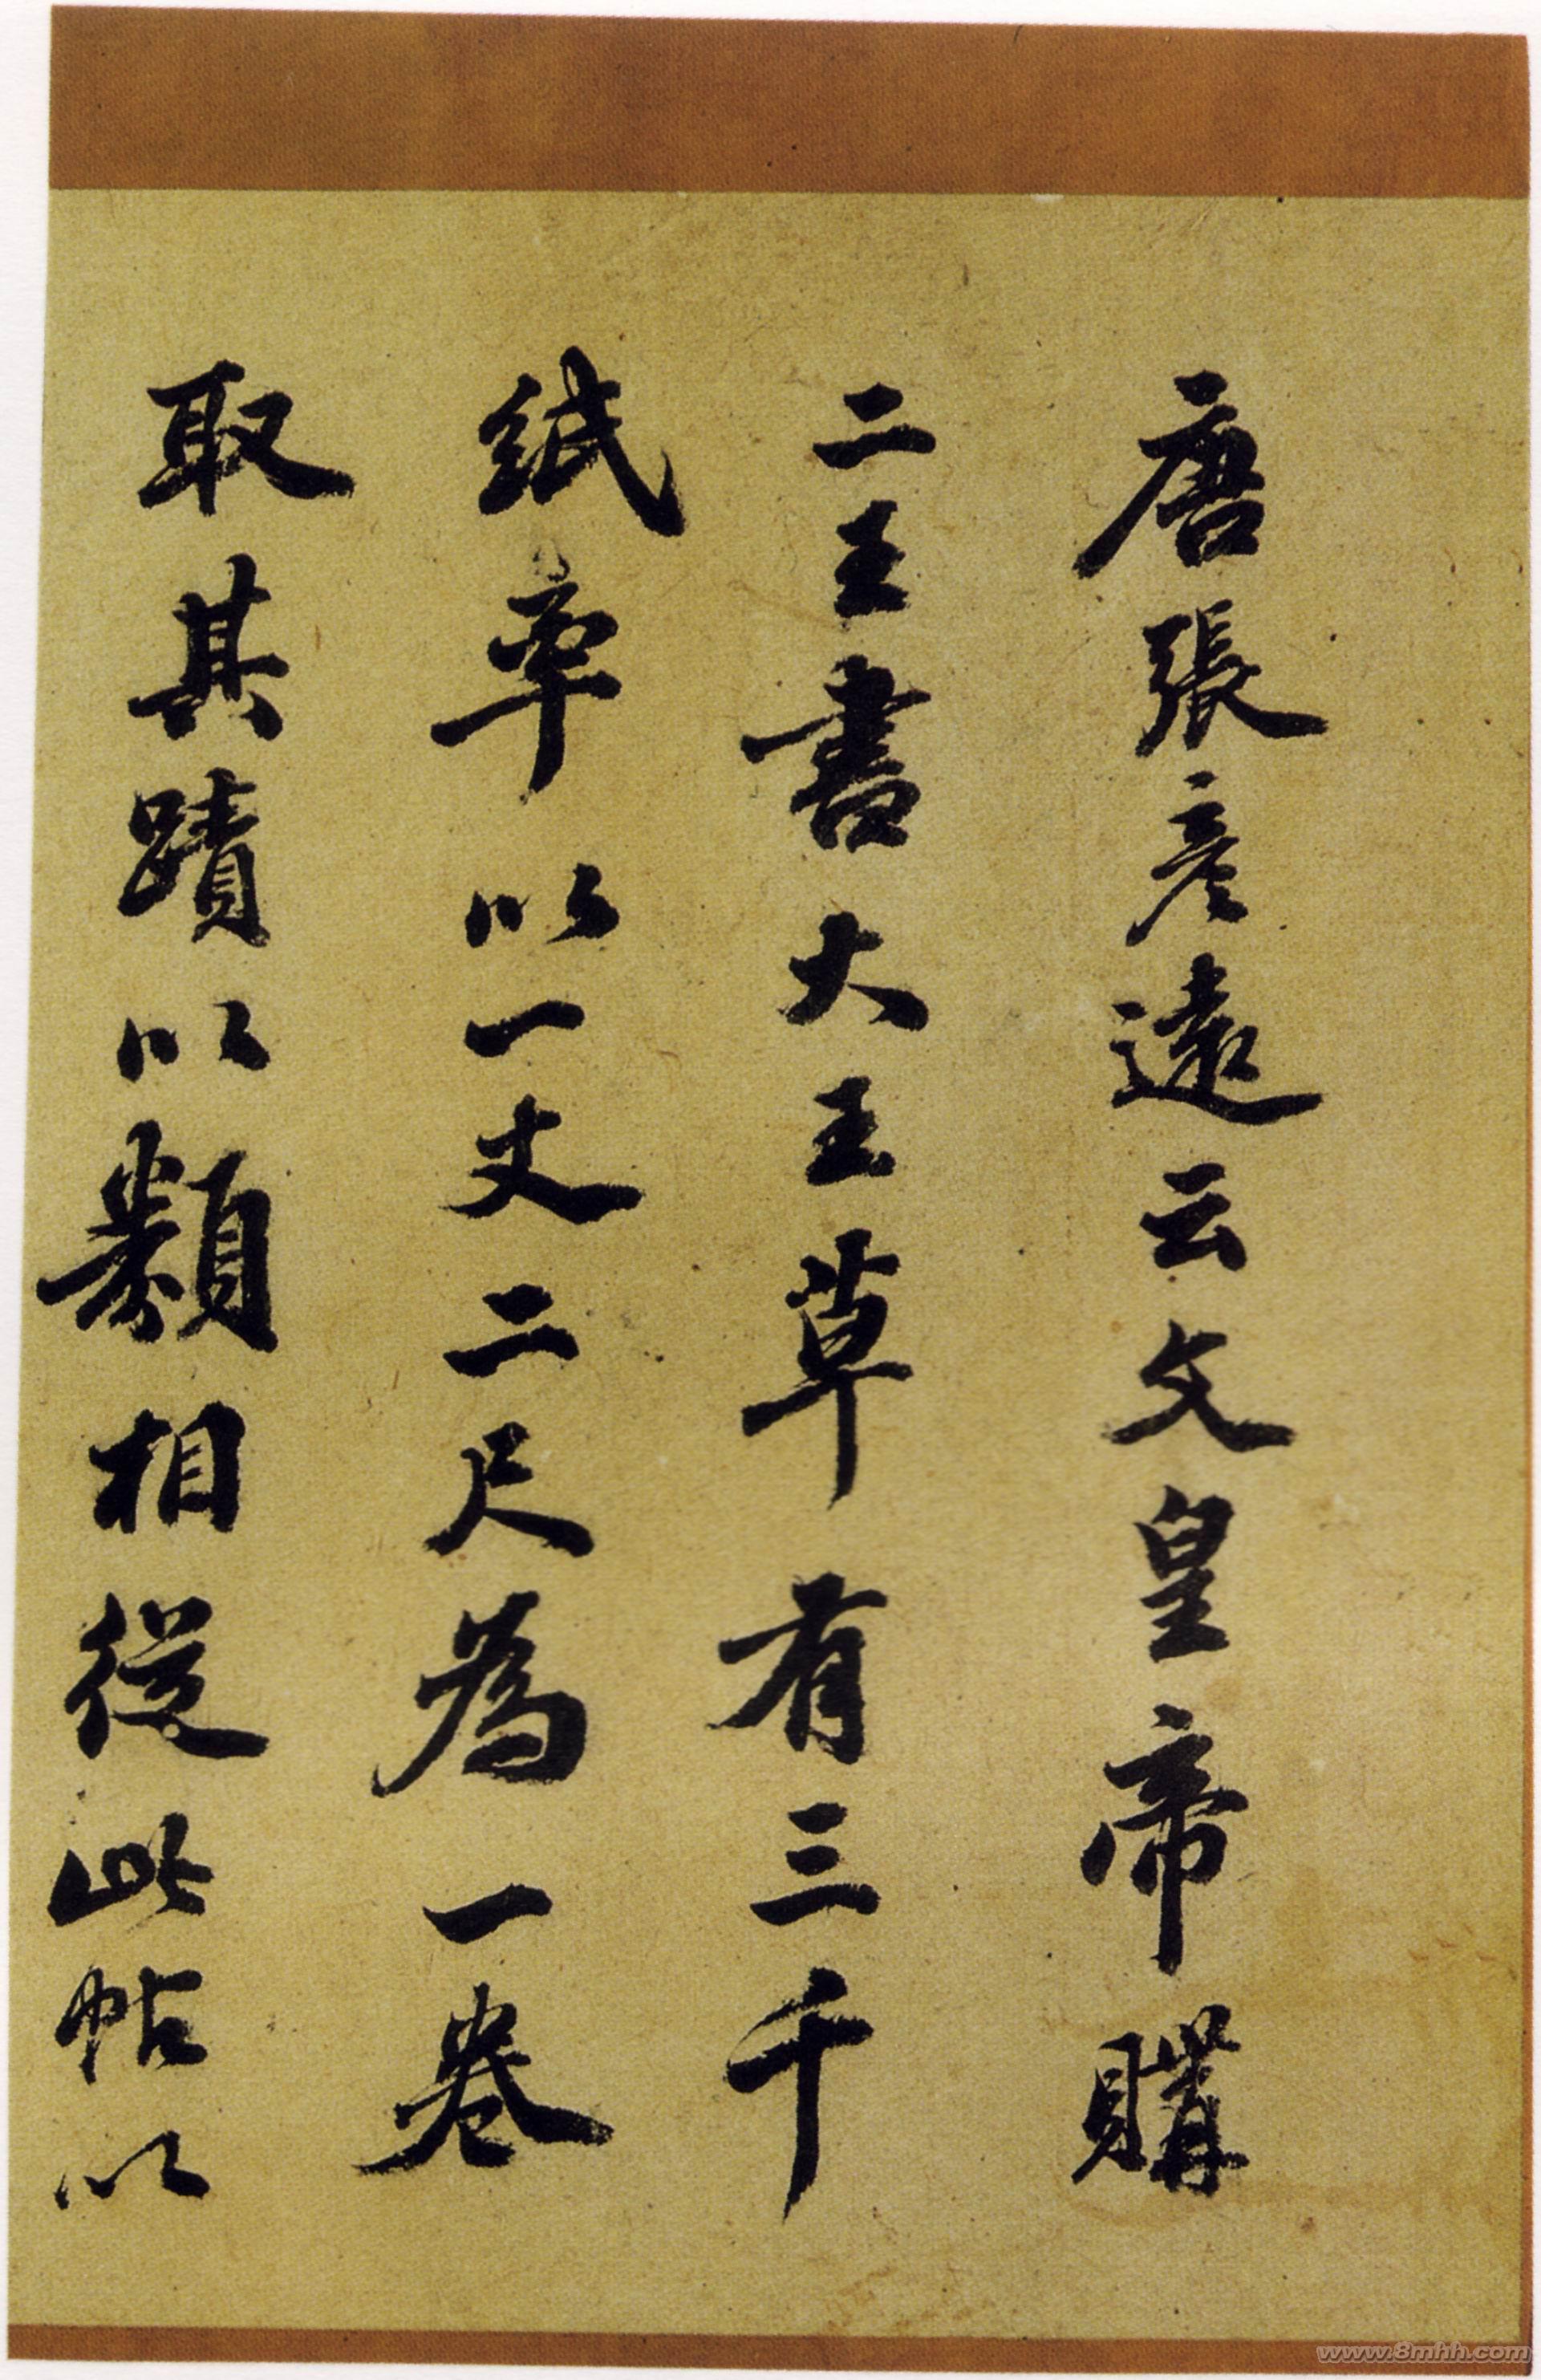 唐張彦遠云文皇帝購
二王書大王草有三千
紙率以一丈二尺為一卷
取其蹟以類相從此帖以
www.8mhh.com